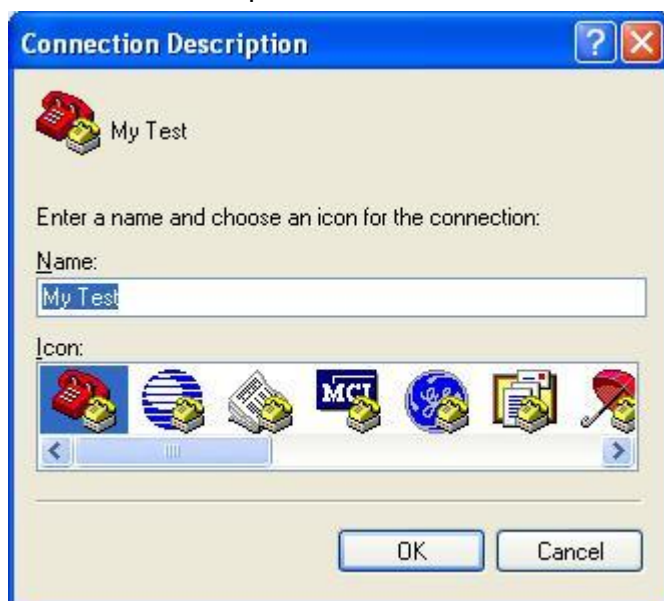 Connection Description
My Test
Enter a name and choose an icon for the connection:
Name:
My Test
Icon:
MCI
OK Cancel